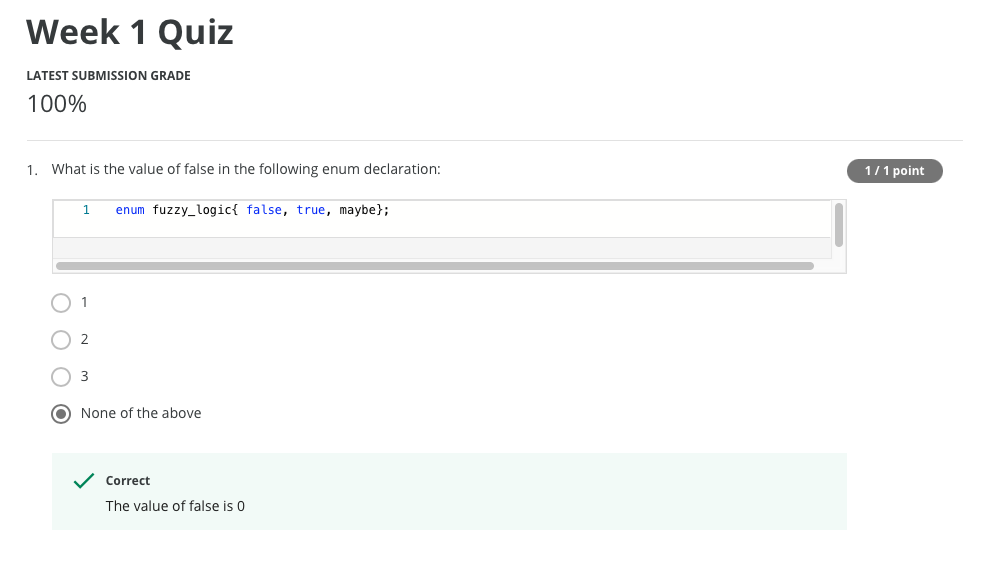 Week 1 Quiz
LATEST SUBMISSION GRADE
100%
1. What is the value of false in the following enum declaration:
1 / 1 point
1 enum fuzzy_logic{ false, true, maybe};
1
2
3
None of the above
Correct
The value of false is 0